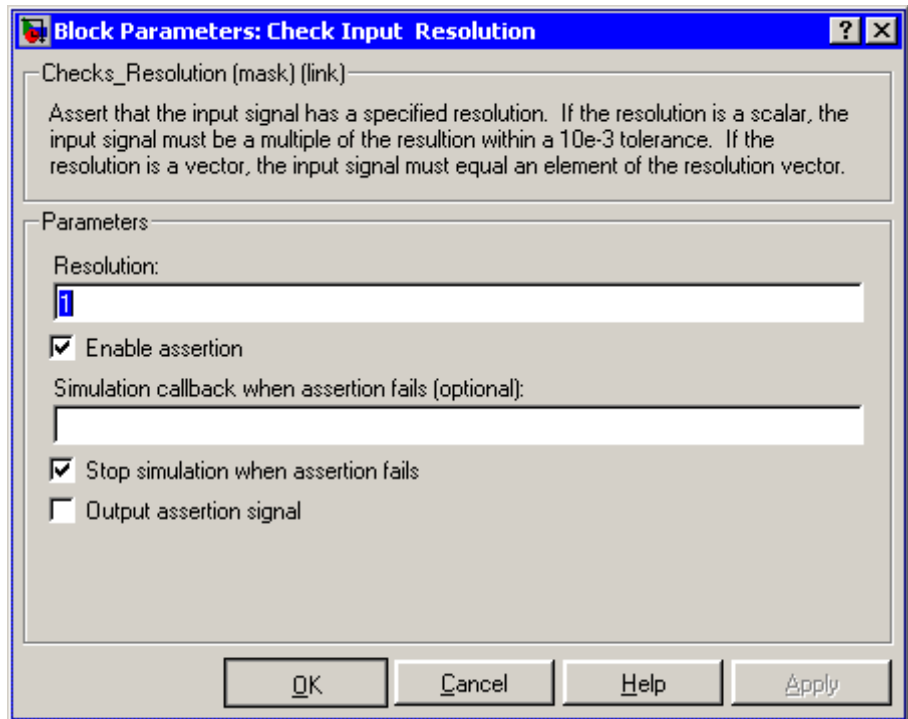 Block Parameters: Check Input Resolution
Checks_Resolution (mask) (link)
Assert that the input signal has a specified resolution. If the resolution is a scalar, the
input signal must be a multiple of the resultion within a 10e-3 tolerance. If the
resolution is a vector, the input signal must equal an element of the resolution vector.
Parameters
Resolution:
1
Enable assertion
Simulation callback when assertion fails (optional):
Stop simulation when assertion fails
Output assertion signal
OK Cancel Help Apply